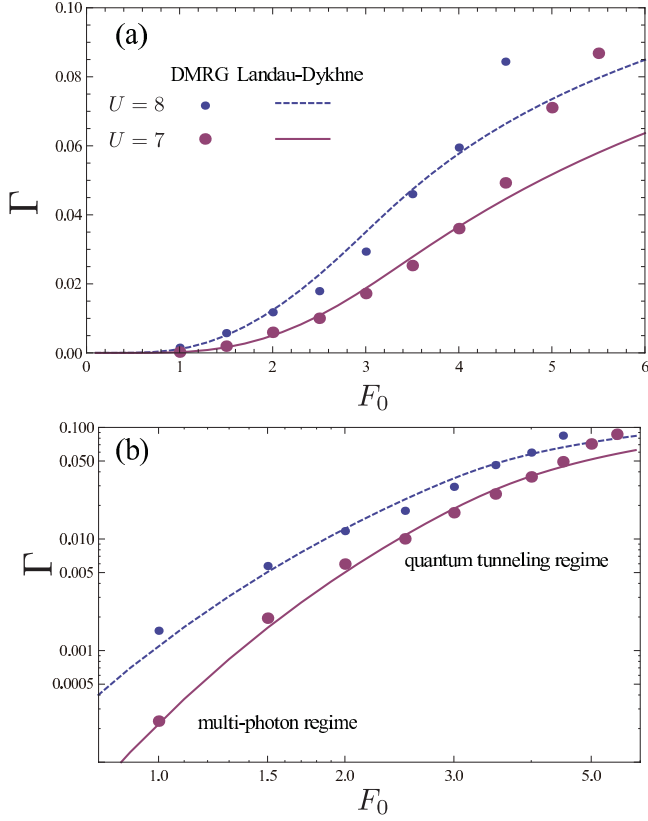 (a)
DMRG Landau-Dykhne
U = 8
U = 7
Γ
0.10
0.08
0.06
0.04
0.02
0.00
0 1 2 3 4 5 6
F₀
(b)
Γ
0.100
0.050
0.010
0.005
0.001
0.0005
quantum tunneling regime
multi-photon regime
1.0 1.5 2.0 3.0 5.0
F₀